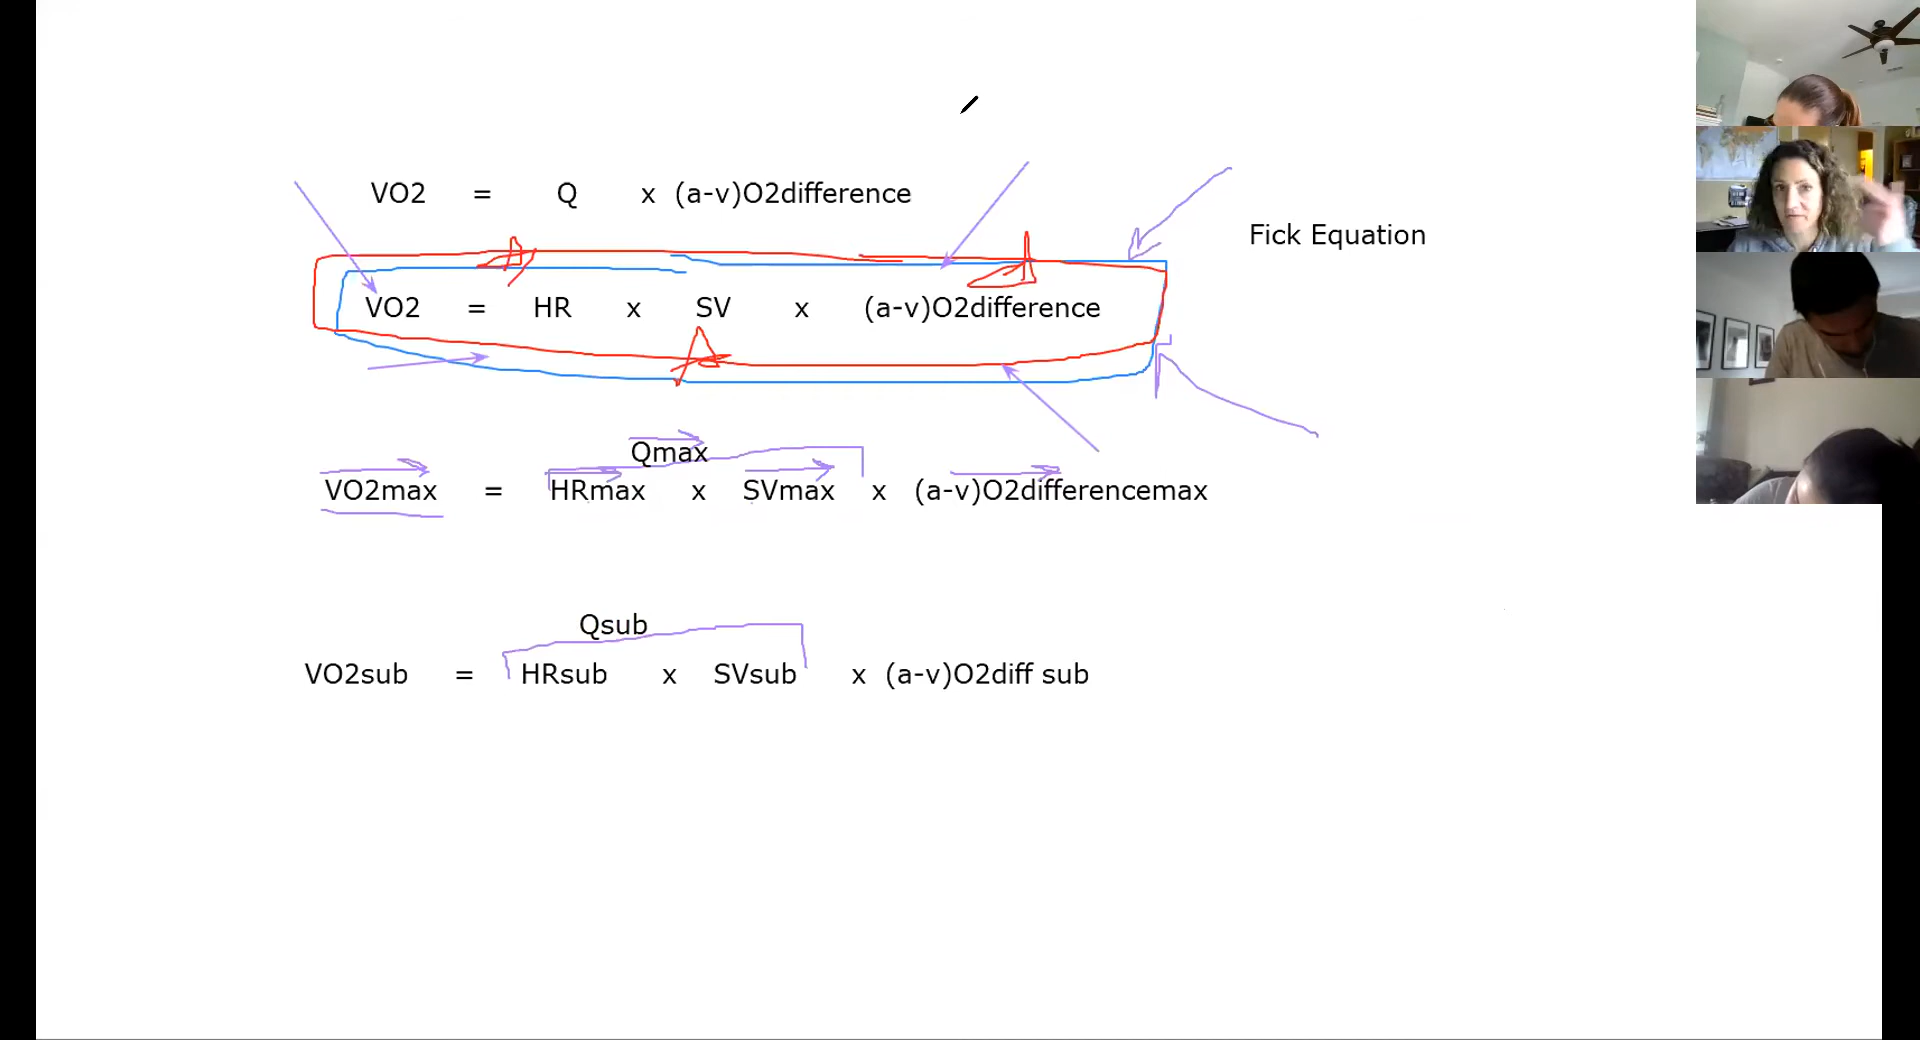 VO2 = Q x (a-v)O2difference
Fick Equation
VO2 = HR x SV x (a-v)O2difference
Qmax
VO2max = HRmax x SVmax x (a-v)O2differencemax
Qsub
VO2sub = HRsub x SVsub x (a-v)O2diff sub